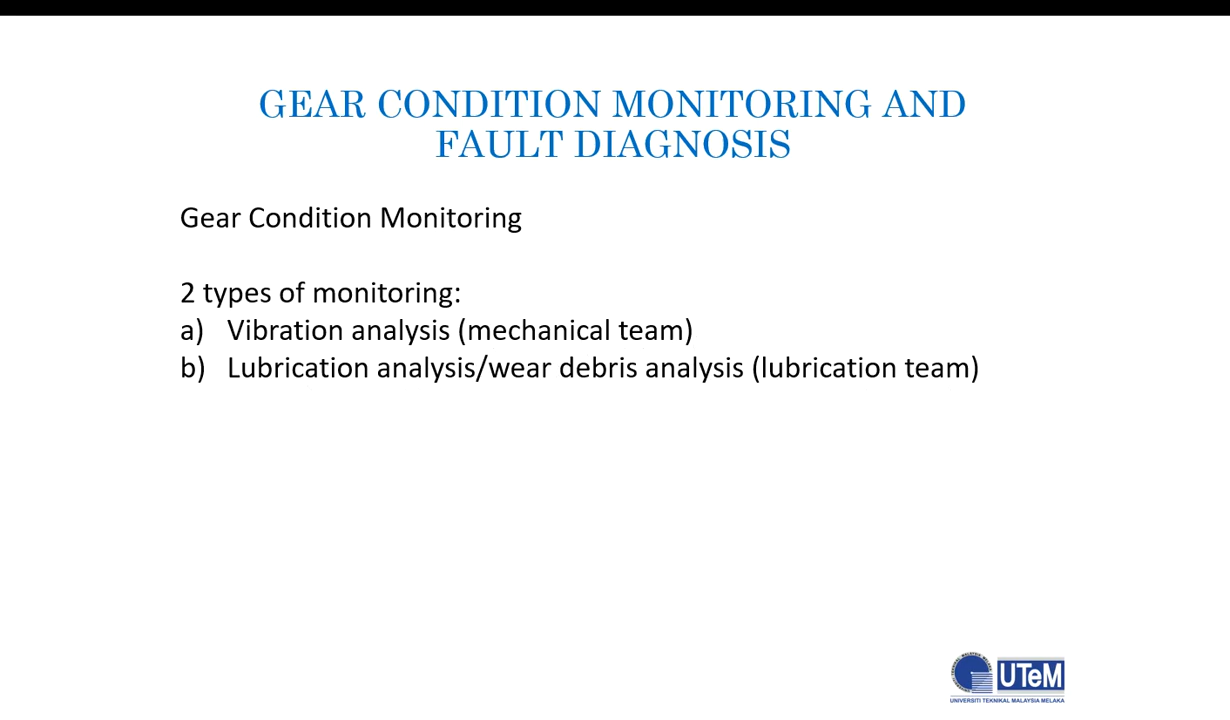 GEAR CONDITION MONITORING AND
FAULT DIAGNOSIS
Gear Condition Monitoring
2 types of monitoring:
a) Vibration analysis (mechanical team)
b) Lubrication analysis/wear debris analysis (lubrication team)
UTeM
UNIVERSITI TEKNIKAL MALAYSIA MELAKA